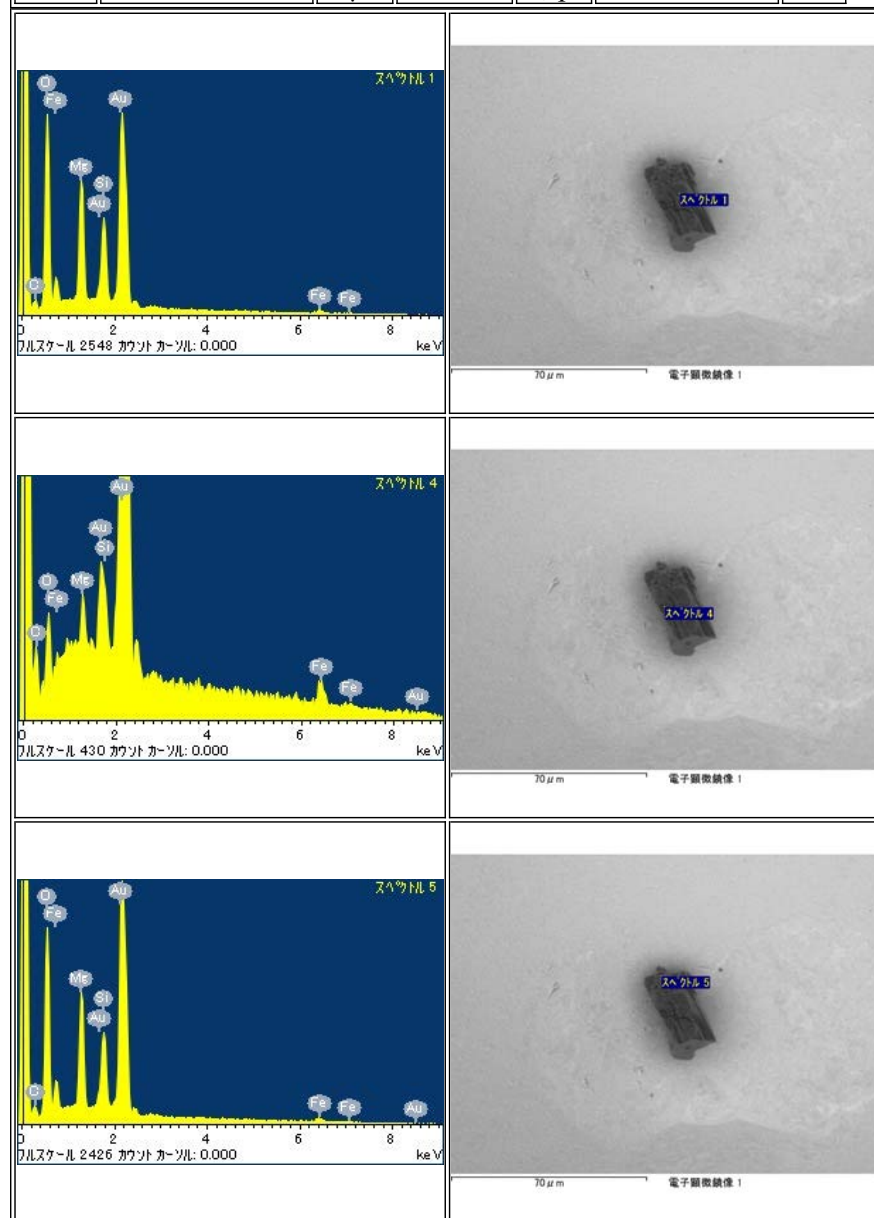 スペクトル 1
O
Fe
Au
Mg
Si
Au
C
Fe
Fe
0 2 4 6 8
フルスケール 2548 カウント カーソル: 0.000 keV
スペクトル 1
70μm 電子顕微鏡像 1
スペクトル 4
Au
Au
Si
O
Mg
Fe
C
Fe
Fe
Au
0 2 4 6 8
フルスケール 430 カウント カーソル: 0.000 keV
スペクトル 4
70μm 電子顕微鏡像 1
スペクトル 5
O
Au
Fe
Mg
Si
Au
C
Fe
Fe
Au
0 2 4 6 8
フルスケール 2426 カウント カーソル: 0.000 keV
スペクトル 5
70μm 電子顕微鏡像 1